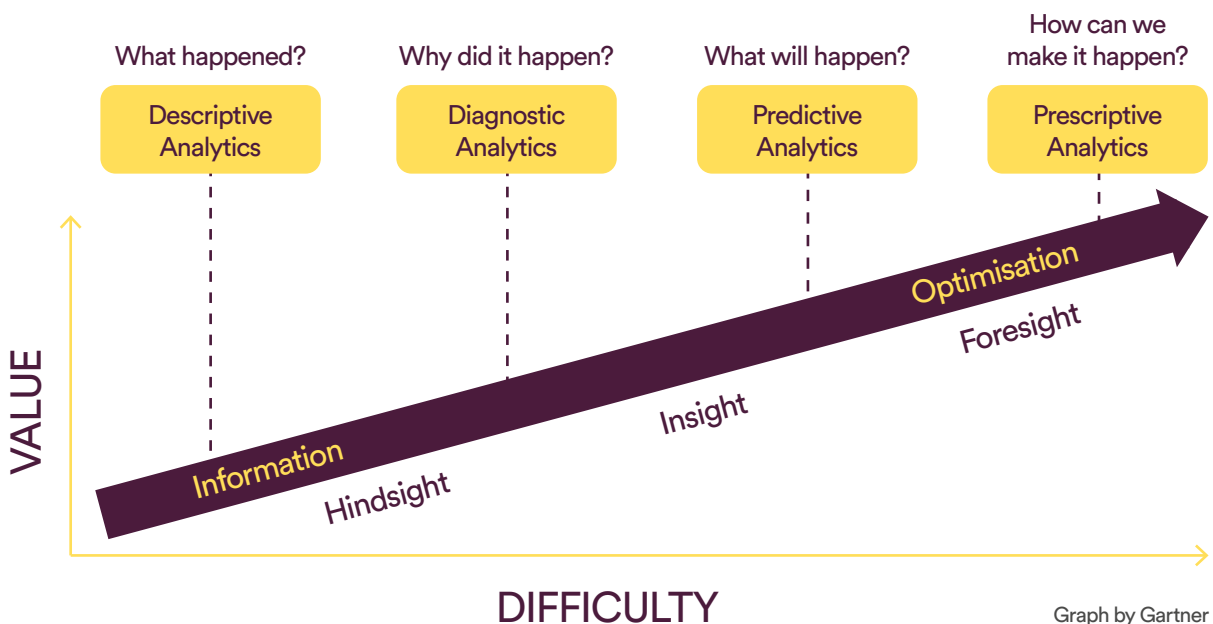 What happened?
Why did it happen?
What will happen?
How can we
make it happen?
Descriptive
Analytics
Diagnostic
Analytics
Predictive
Analytics
Prescriptive
Analytics
VALUE
Information
Hindsight
Insight
Optimisation
Foresight
DIFFICULTY
Graph by Gartner